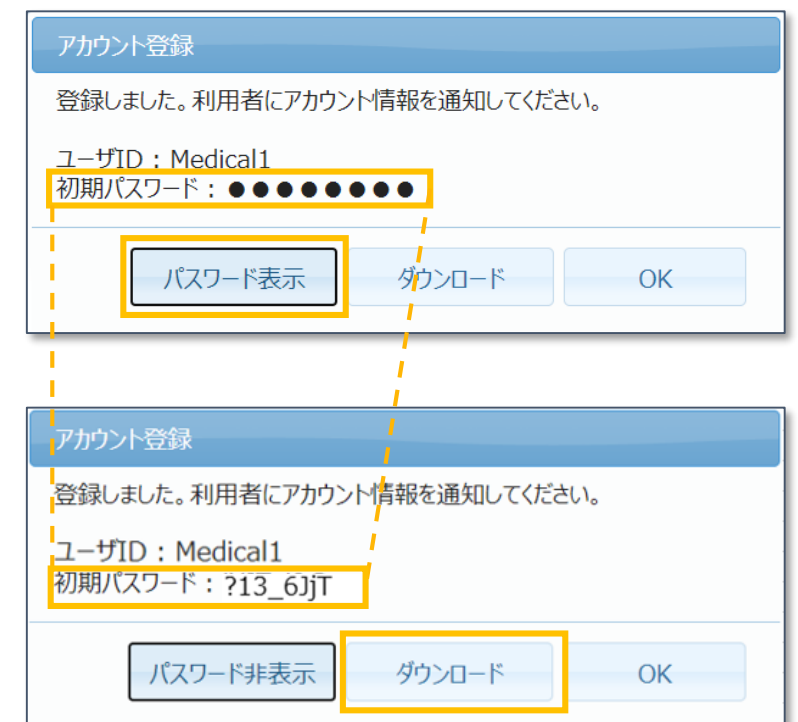 アカウント登録
登録しました。利用者にアカウント情報を通知してください。
ユーザID：Medical1
初期パスワード：●●●●●●●●
パスワード表示 ダウンロード OK
アカウント登録
登録しました。利用者にアカウント情報を通知してください。
ユーザID：Medical1
初期パスワード：?13_6JjT
パスワード非表示 ダウンロード OK